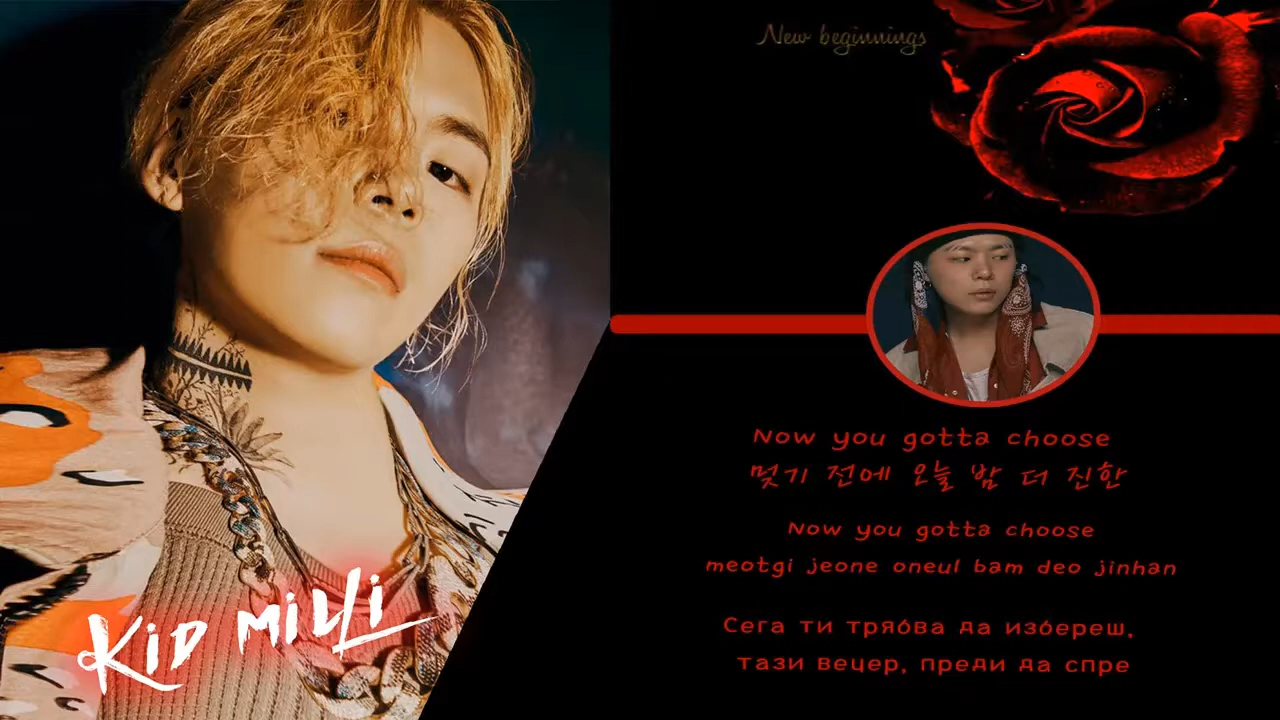 New beginnings
Now you gotta choose
멎기 전에 오늘 밤 더 진한
Now you gotta choose
meotgi jeone oneul bam deo jinhan
Сега ти трябва да избереш,
тази вечер, преди да спре
KiD MiLLi